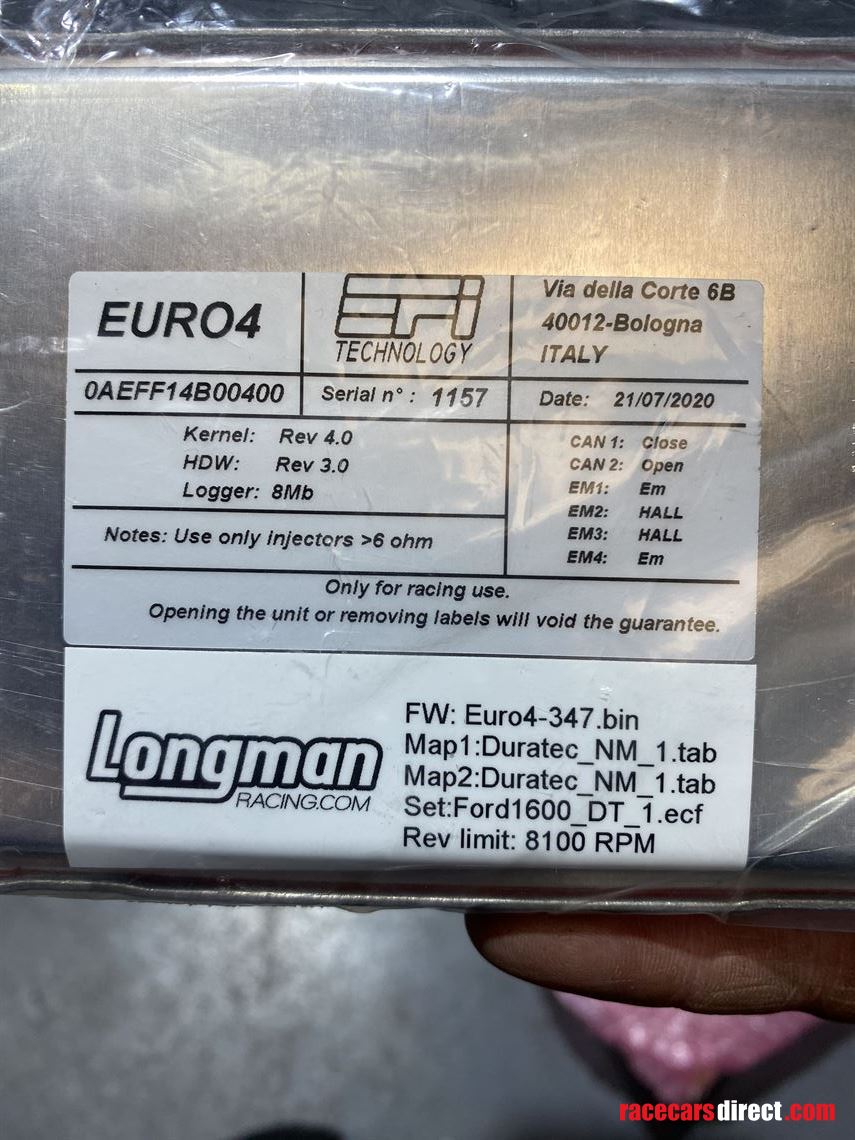 EURO4
EFI
TECHNOLOGY
Via della Corte 6B
40012-Bologna
ITALY
0AEFF14B00400
Serial n° : 1157
Date: 21/07/2020
Kernel: Rev 4.0
HDW: Rev 3.0
Logger: 8Mb
CAN 1: Close
CAN 2: Open
EM1: Em
EM2: HALL
EM3: HALL
EM4: Em
Notes: Use only injectors >6 ohm
Only for racing use.
Opening the unit or removing labels will void the guarantee.
Longman
RACING.COM
FW: Euro4-347.bin
Map1:Duratec_NM_1.tab
Map2:Duratec_NM_1.tab
Set:Ford1600_DT_1.ecf
Rev limit: 8100 RPM
racecarsdirect.com